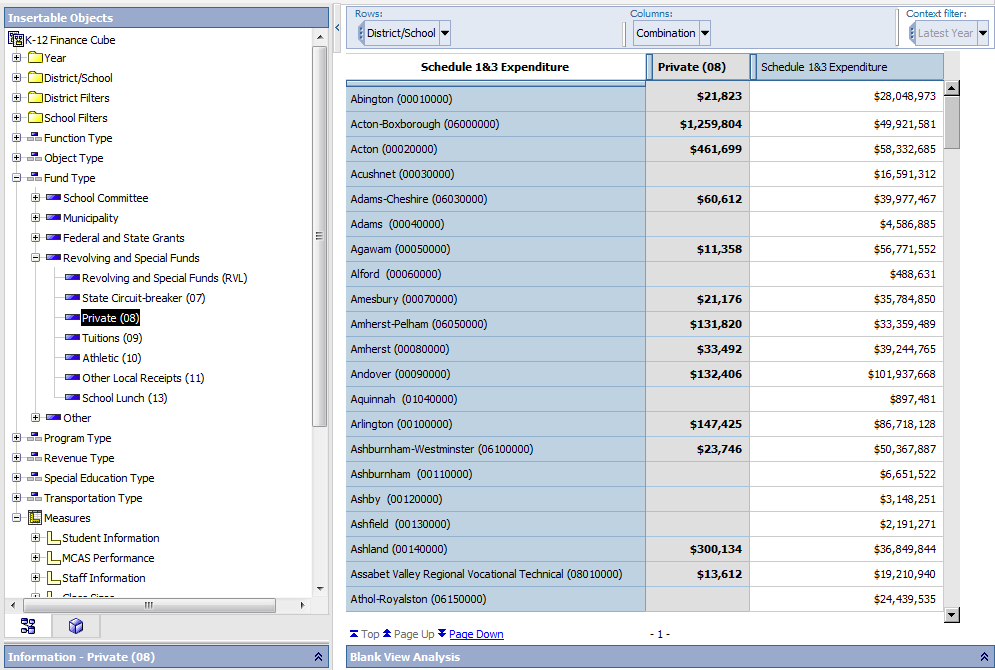 Insertable Objects
K-12 Finance Cube
Year
District/School
District Filters
School Filters
Function Type
Object Type
Fund Type
School Committee
Municipality
Federal and State Grants
Revolving and Special Funds
Revolving and Special Funds (RVL)
State Circuit-breaker (07)
Private (08)
Tuitions (09)
Athletic (10)
Other Local Receipts (11)
School Lunch (13)
Other
Program Type
Revenue Type
Special Education Type
Transportation Type
Measures
Student Information
MCAS Performance
Staff Information
Information - Private (08)
Rows: Columns: Context filter:
District/School Combination Latest Year
Schedule 1&3 Expenditure Private (08) Schedule 1&3 Expenditure
Abington (00010000) $21,823 $28,048,973
Acton-Boxborough (06000000) $1,259,804 $49,921,581
Acton (00020000) $461,699 $58,332,685
Acushnet (00030000) $16,591,312
Adams-Cheshire (06030000) $60,612 $39,977,467
Adams (00040000) $4,586,885
Agawam (00050000) $11,358 $56,771,552
Alford (00060000) $488,631
Amesbury (00070000) $21,176 $35,784,850
Amherst-Pelham (06050000) $131,820 $33,359,489
Amherst (00080000) $33,492 $39,244,765
Andover (00090000) $132,406 $101,937,668
Aquinnah (01040000) $897,481
Arlington (00100000) $147,425 $86,718,128
Ashburnham-Westminster (06100000) $23,746 $50,367,887
Ashburnham (00110000) $6,651,522
Ashby (00120000) $3,148,251
Ashfield (00130000) $2,191,271
Ashland (00140000) $300,134 $36,849,844
Assabet Valley Regional Vocational Technical (08010000) $13,612 $19,210,940
Athol-Royalston (06150000) $24,439,535
Top Page Up Page Down - 1 -
Blank View Analysis